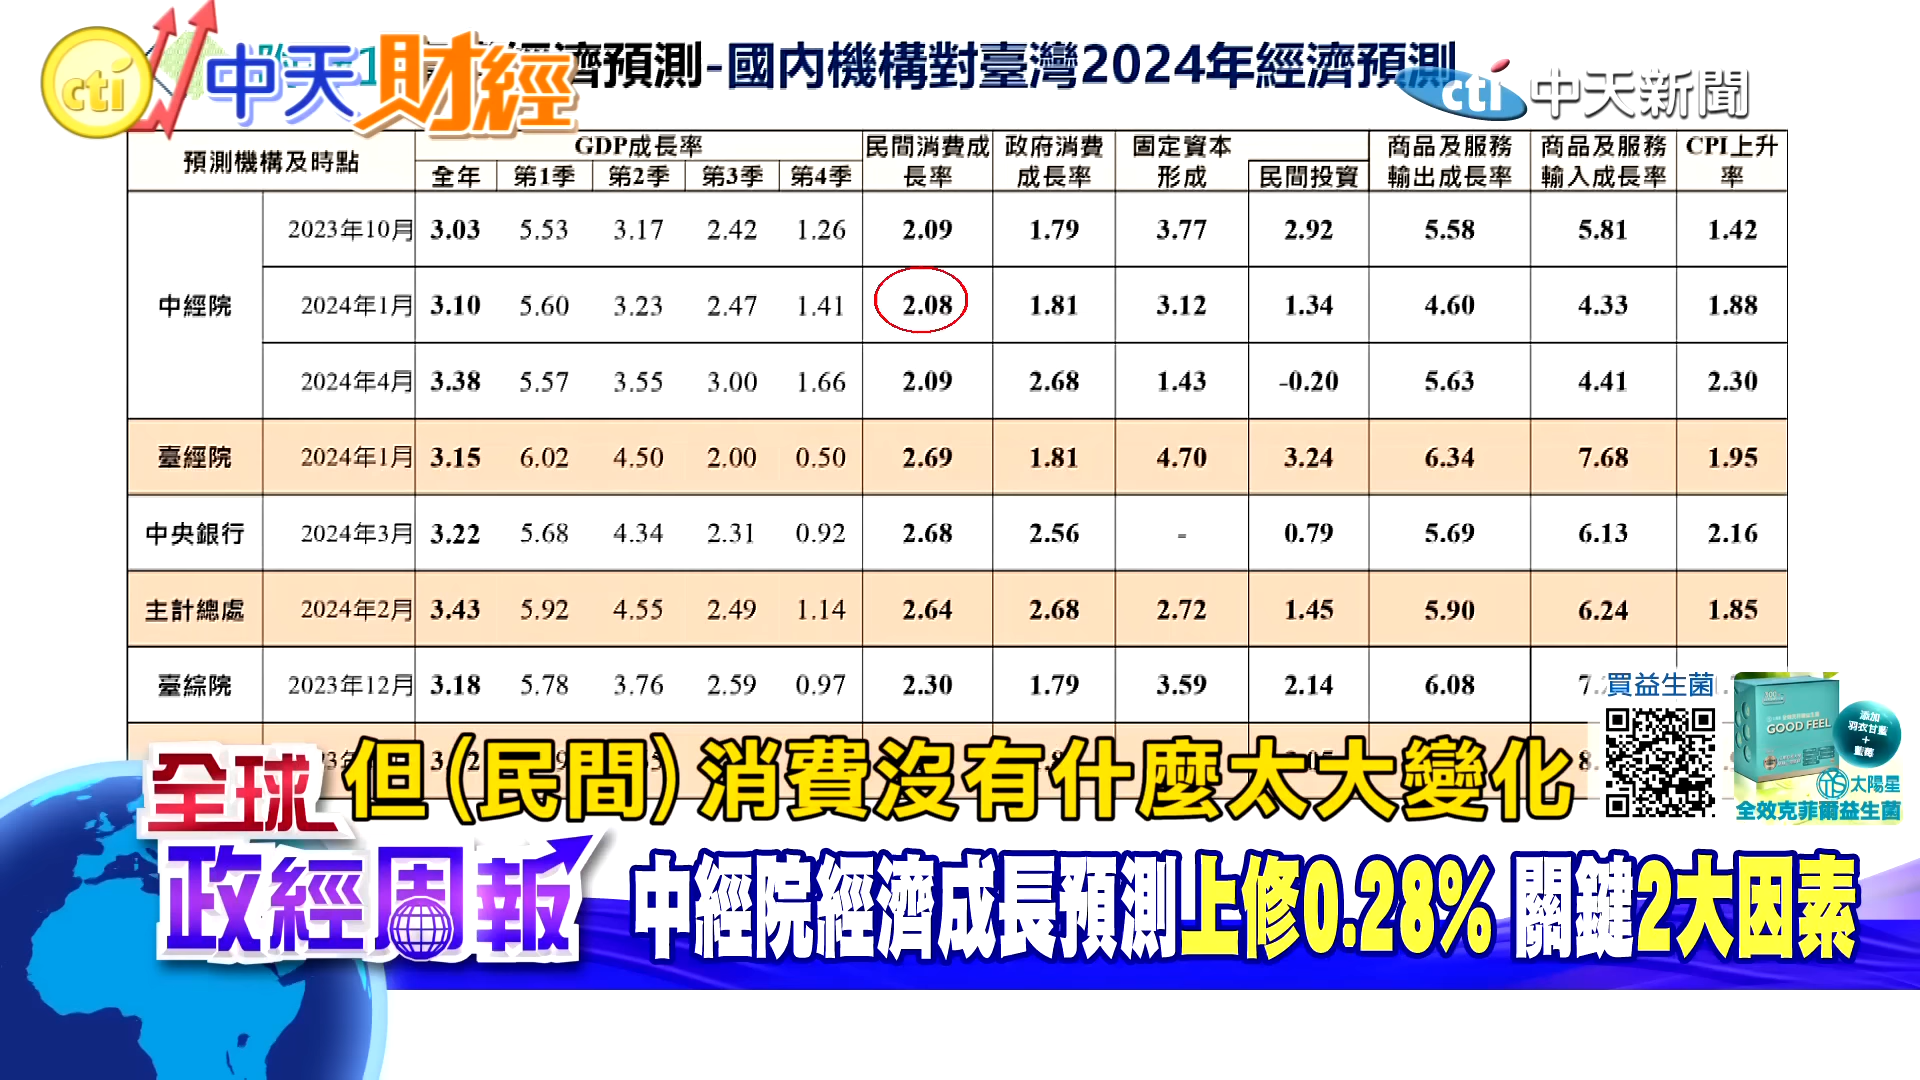 cti 中天財經
經濟預測-國內機構對臺灣2024年經濟預測
cti 中天新聞
預測機構及時點 GDP成長率 民間消費成長率 政府消費成長率 固定資本形成 商品及服務輸出成長率 商品及服務輸入成長率 CPI上升率
全年 第1季 第2季 第3季 第4季 民間投資
中經院 2023年10月 3.03 5.53 3.17 2.42 1.26 2.09 1.79 3.77 2.92 5.58 5.81 1.42
2024年1月 3.10 5.60 3.23 2.47 1.41 2.08 1.81 3.12 1.34 4.60 4.33 1.88
2024年4月 3.38 5.57 3.55 3.00 1.66 2.09 2.68 1.43 -0.20 5.63 4.41 2.30
臺經院 2024年1月 3.15 6.02 4.50 2.00 0.50 2.69 1.81 4.70 3.24 6.34 7.68 1.95
中央銀行 2024年3月 3.22 5.68 4.34 2.31 0.92 2.68 2.56 - 0.79 5.69 6.13 2.16
主計總處 2024年2月 3.43 5.92 4.55 2.49 1.14 2.64 2.68 2.72 1.45 5.90 6.24 1.85
臺綜院 2023年12月 3.18 5.78 3.76 2.59 0.97 2.30 1.79 3.59 2.14 6.08
買益生菌
GOOD FEEL
添加
羽衣甘藍
+
藍莓
太陽星
全效克菲爾益生菌
但(民間)消費沒有什麼太大變化
全球
政經周報
中經院經濟成長預測上修0.28% 關鍵2大因素